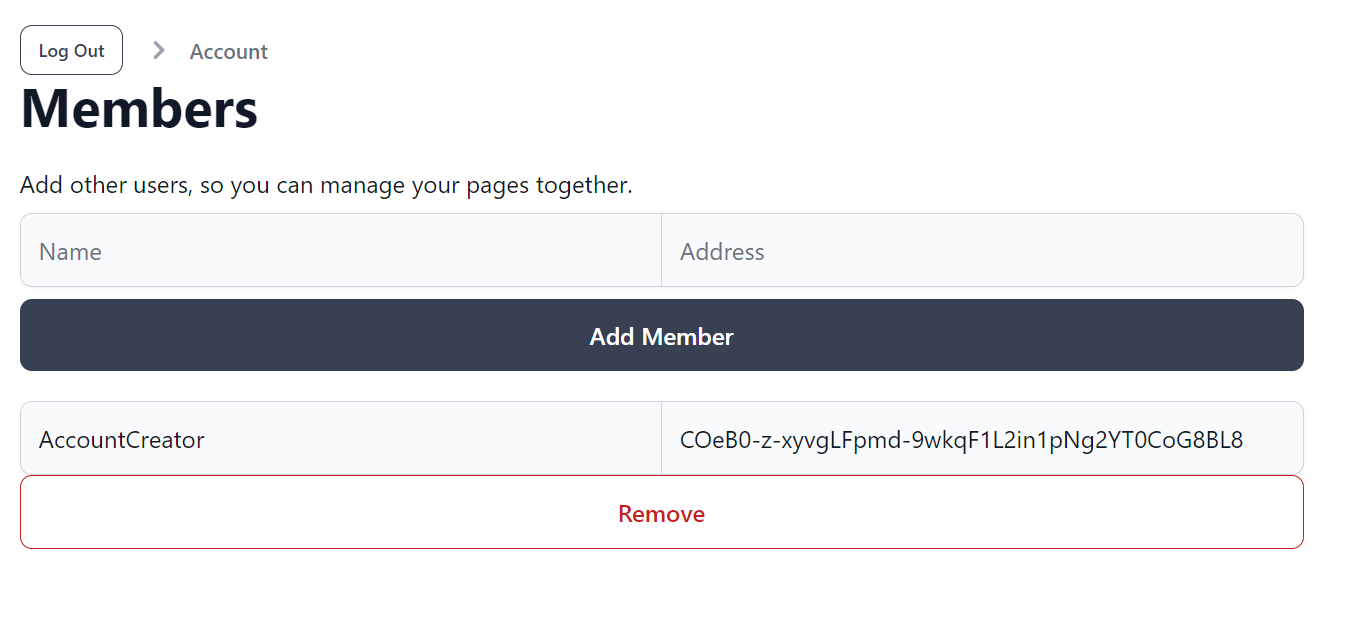 Log Out > Account
Members
Add other users, so you can manage your pages together.
Name Address
Add Member
AccountCreator COeB0-z-xyvgLFpmd-9wkqF1L2in1pNg2YT0CoG8BL8
Remove